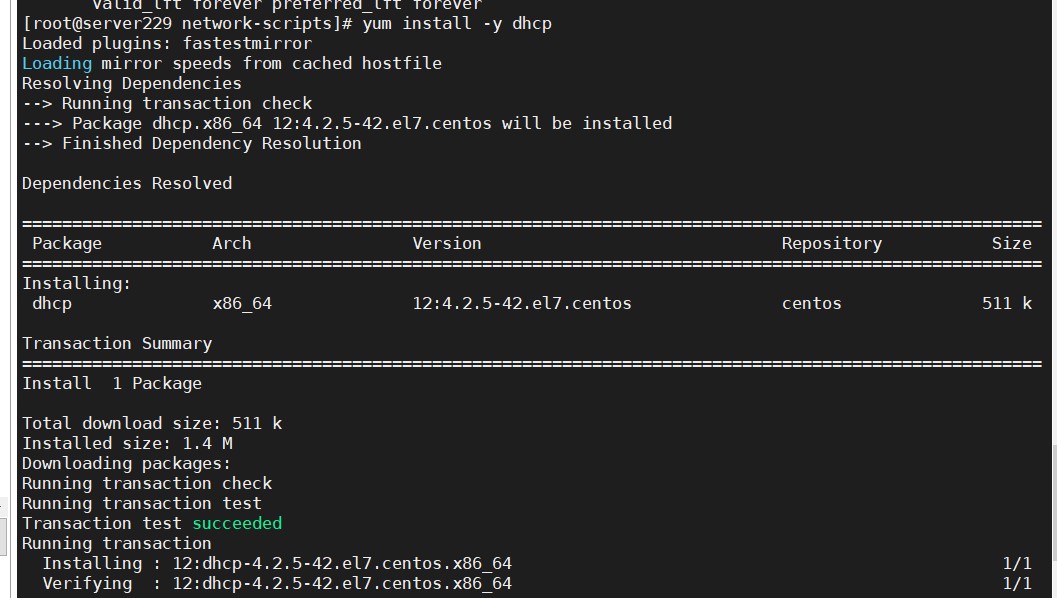 valid_lft forever preferred_lft forever
[root@server229 network-scripts]# yum install -y dhcp
Loaded plugins: fastestmirror
Loading mirror speeds from cached hostfile
Resolving Dependencies
--> Running transaction check
---> Package dhcp.x86_64 12:4.2.5-42.el7.centos will be installed
--> Finished Dependency Resolution
Dependencies Resolved
================================================================================
Package Arch Version Repository Size
================================================================================
Installing:
dhcp x86_64 12:4.2.5-42.el7.centos centos 511 k
Transaction Summary
================================================================================
Install 1 Package
Total download size: 511 k
Installed size: 1.4 M
Downloading packages:
Running transaction check
Running transaction test
Transaction test succeeded
Running transaction
Installing : 12:dhcp-4.2.5-42.el7.centos.x86_64 1/1
Verifying : 12:dhcp-4.2.5-42.el7.centos.x86_64 1/1